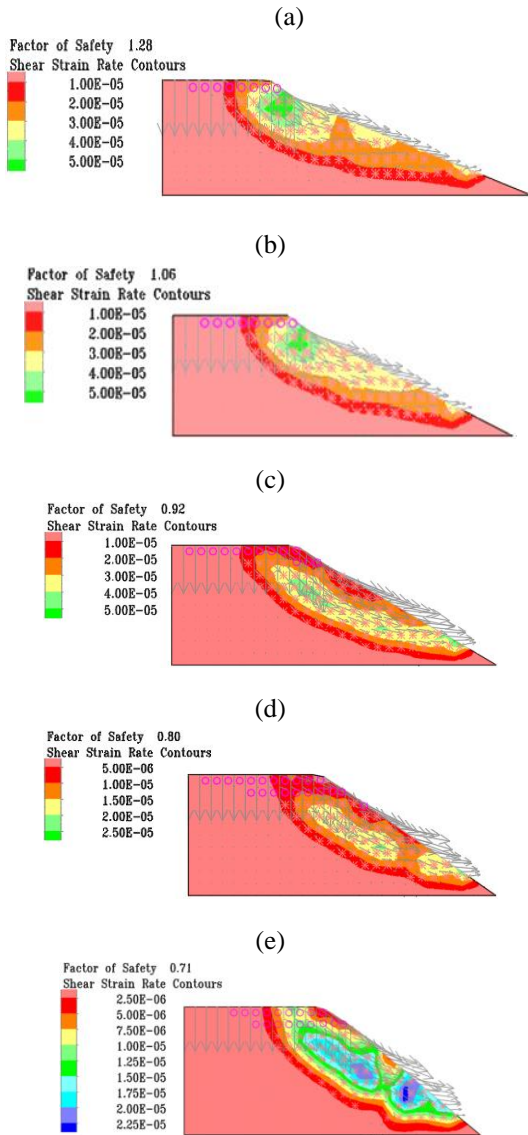 (a)
Factor of Safety 1.28
Shear Strain Rate Contours
1.00E-05
2.00E-05
3.00E-05
4.00E-05
5.00E-05
(b)
Factor of Safety 1.06
Shear Strain Rate Contours
1.00E-05
2.00E-05
3.00E-05
4.00E-05
5.00E-05
(c)
Factor of Safety 0.92
Shear Strain Rate Contours
1.00E-05
2.00E-05
3.00E-05
4.00E-05
5.00E-05
(d)
Factor of Safety 0.80
Shear Strain Rate Contours
5.00E-06
1.00E-05
1.50E-05
2.00E-05
2.50E-05
(e)
Factor of Safety 0.71
Shear Strain Rate Contours
2.50E-06
5.00E-06
7.50E-06
1.00E-05
1.25E-05
1.50E-05
1.75E-05
2.00E-05
2.25E-05